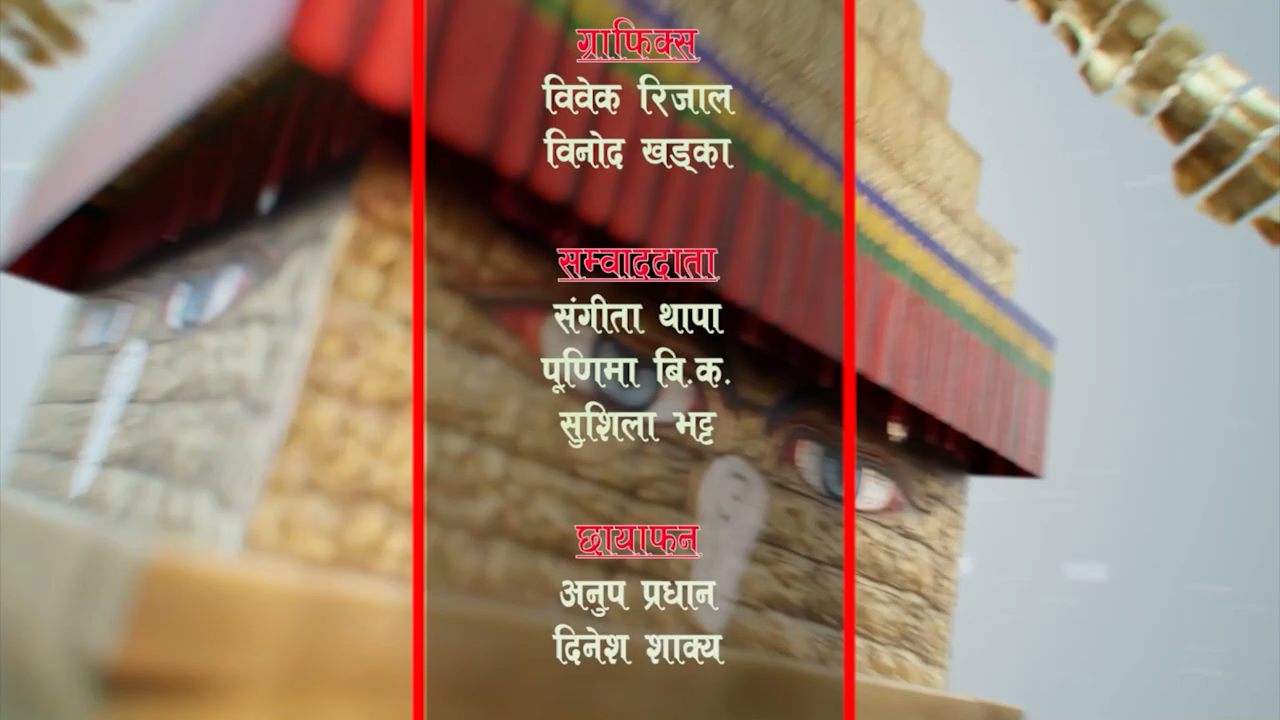 ग्राफिक्स
विवेक रिजाल
विनोद खड्का
सम्वाददाता
संगीता थापा
पूणिमा बि.क.
सुशिला भट्ट
छायाफन
अनुप प्रधान
दिनेश शाक्य